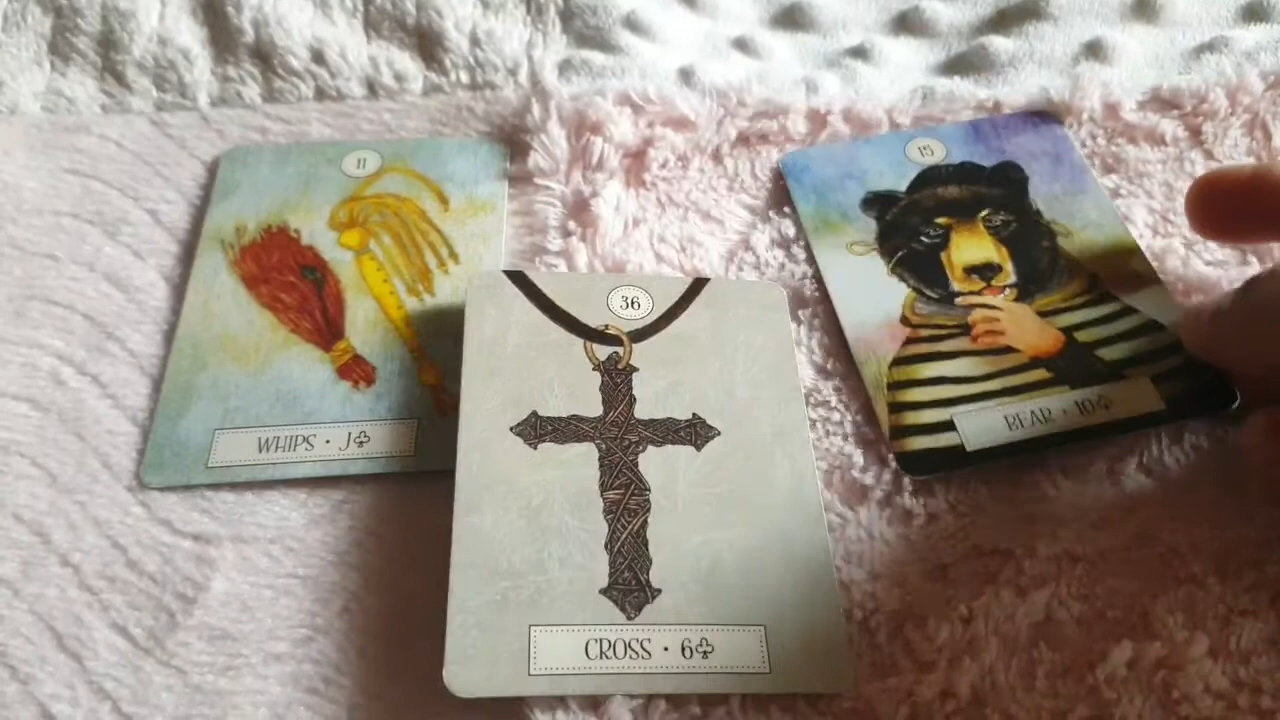 11
WHIPS • J♣
36
CROSS • 6♣
15
BEAR • 10♣